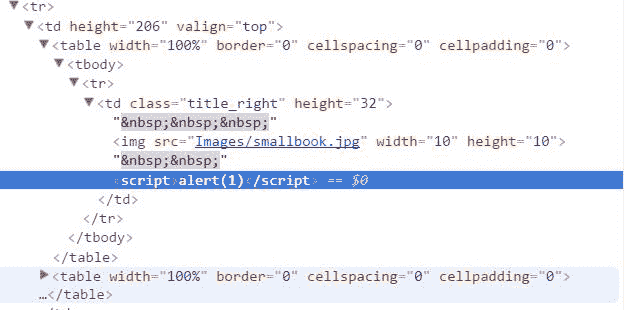 ▼<tr>
▼<td height="206" valign="top">
▼<table width="100%" border="0" cellspacing="0" cellpadding="0">
▼<tbody>
▼<tr>
▼<td class="title_right" height="32">
"&nbsp;&nbsp;&nbsp;"
<img src="Images/smallbook.jpg" width="10" height="10">
"&nbsp;&nbsp;"
<script>alert(1)</script> == $0
</td>
</tr>
</tbody>
</table>
▶<table width="100%" border="0" cellspacing="0" cellpadding="0">
…</table>